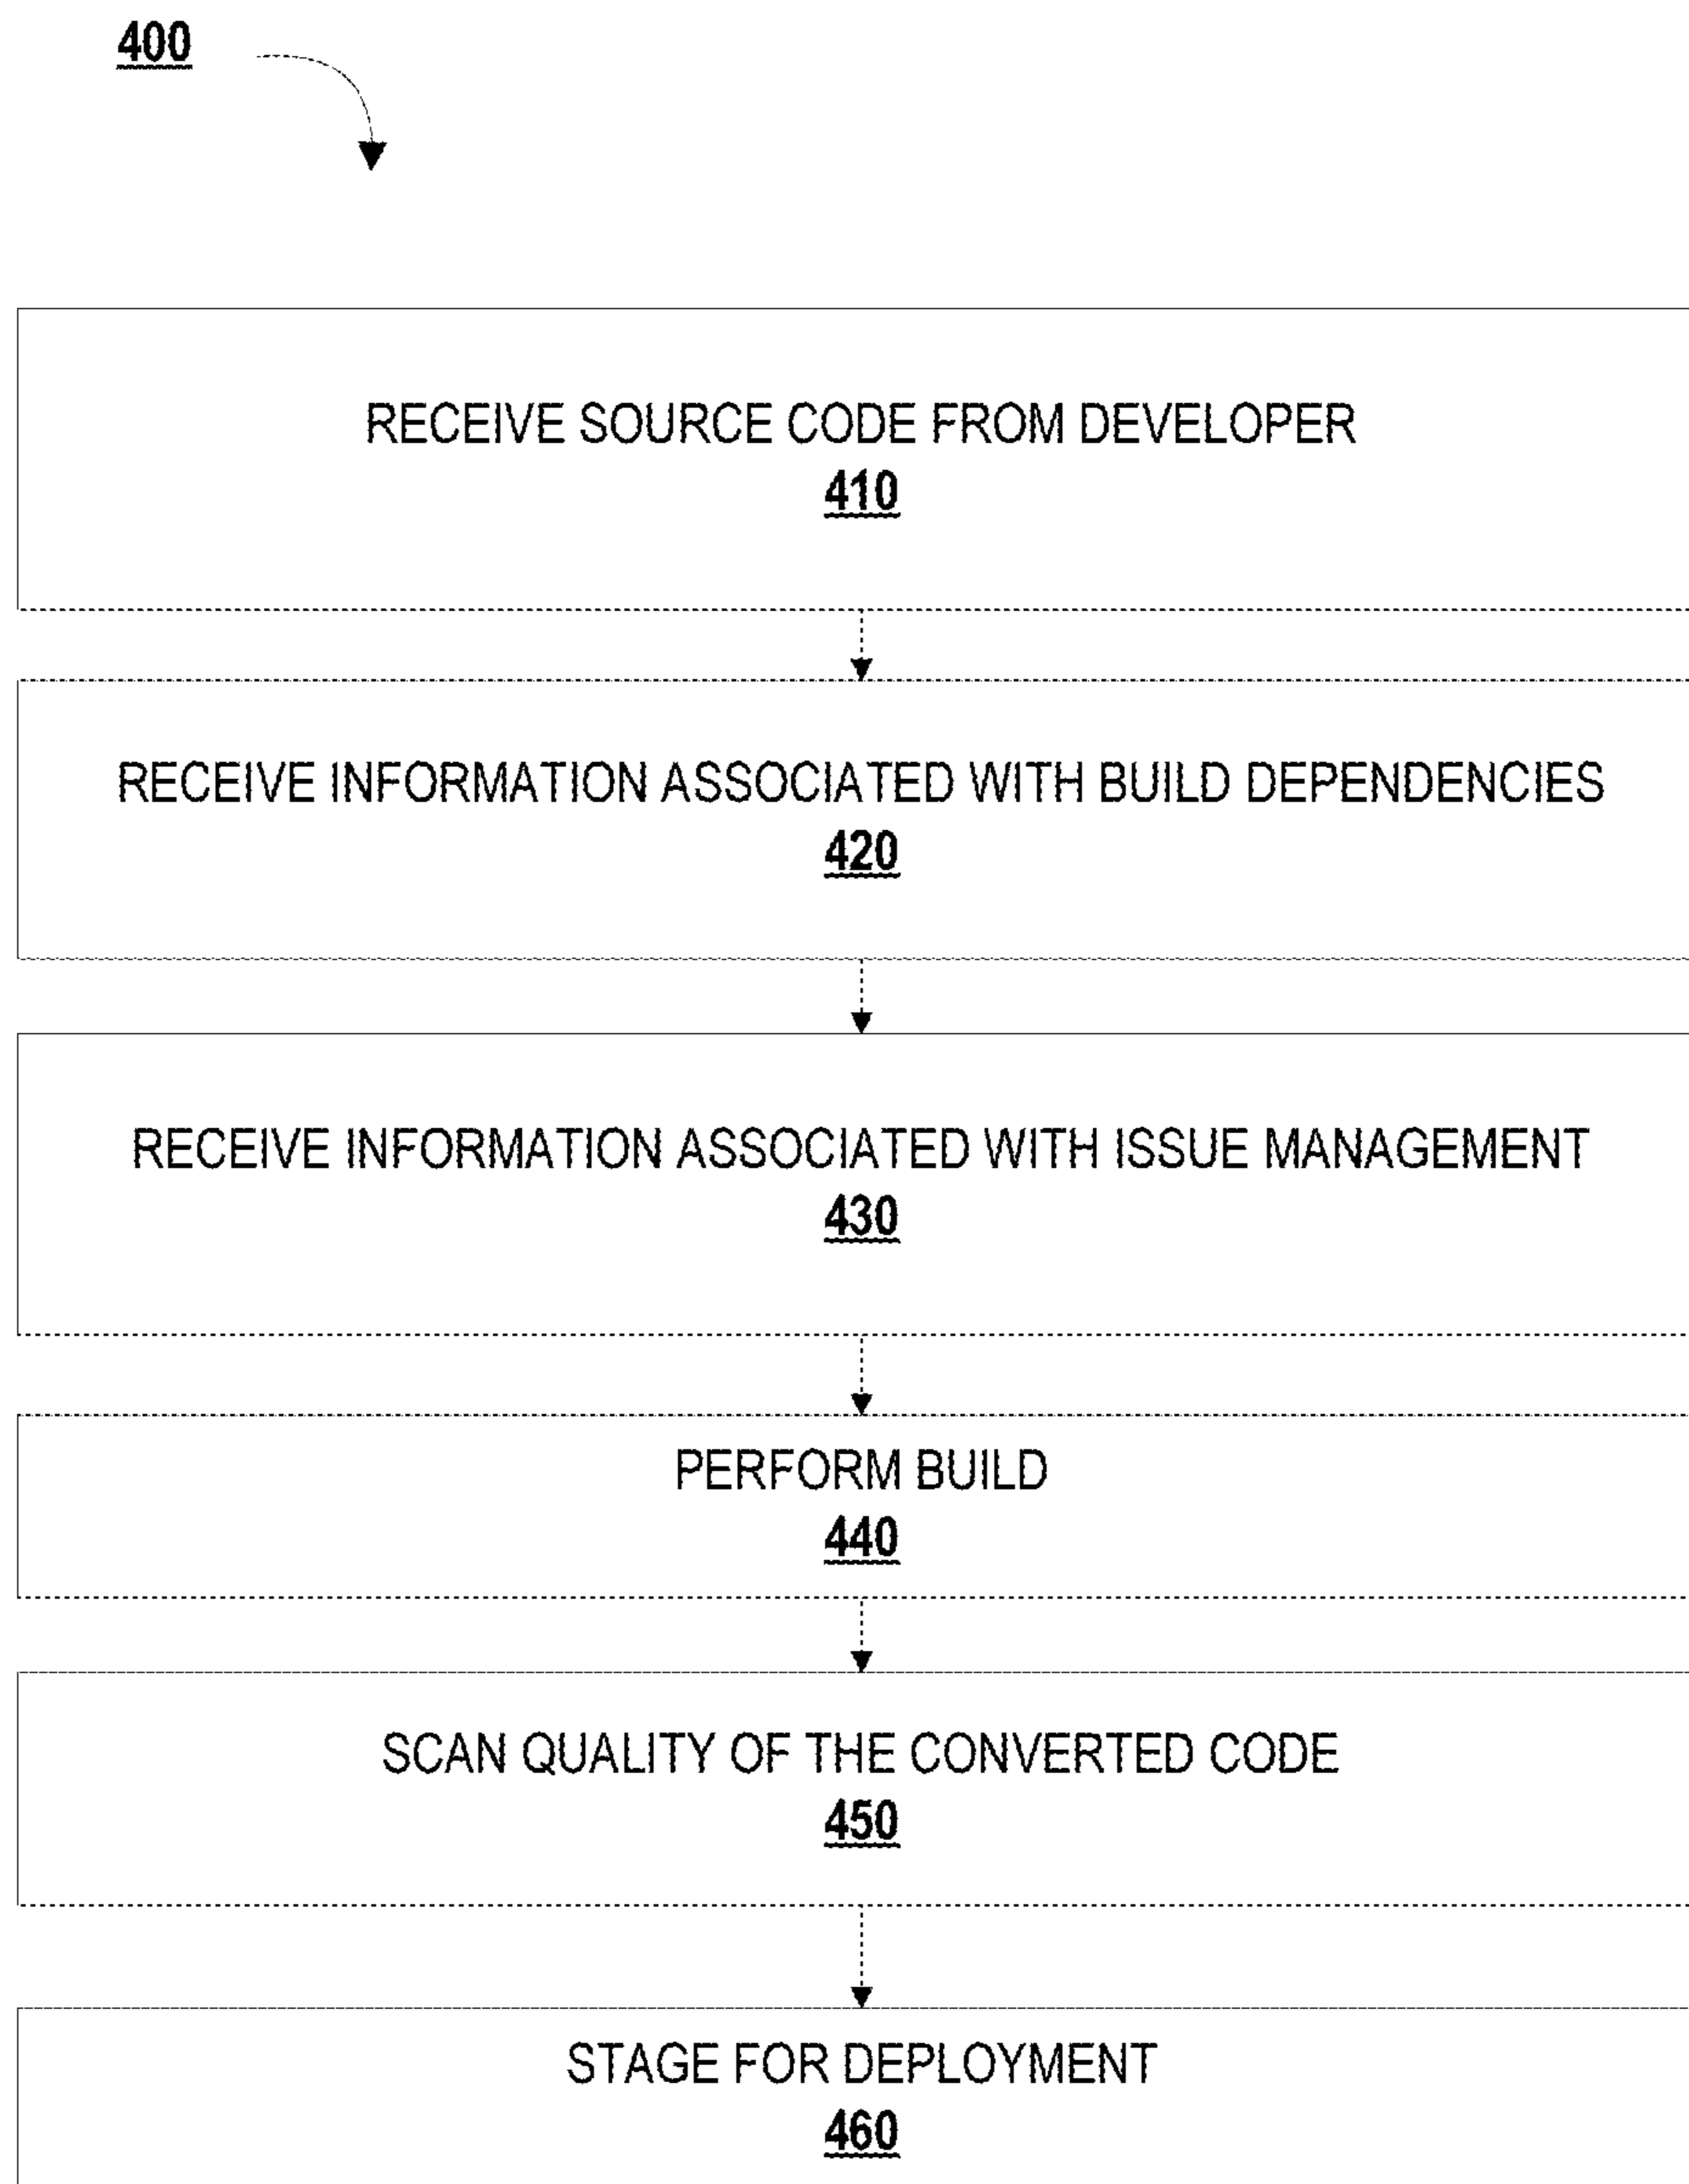 400
RECEIVE SOURCE CODE FROM DEVELOPER
410
RECEIVE INFORMATION ASSOCIATED WITH BUILD DEPENDENCIES
420
RECEIVE INFORMATION ASSOCIATED WITH ISSUE MANAGEMENT
430
PERFORM BUILD
440
SCAN QUALITY OF THE CONVERTED CODE
450
STAGE FOR DEPLOYMENT
460